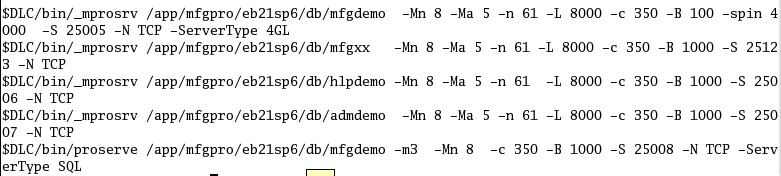 $DLC/bin/_mprosrv /app/mfgpro/eb21sp6/db/mfgdemo  -Mn 8 -Ma 5 -n 61 -L 8000 -c 350 -B 100 -spin 4
000  -S 25005 -N TCP -ServerType 4GL
$DLC/bin/_mprosrv /app/mfgpro/eb21sp6/db/mfgxx   -Mn 8 -Ma 5 -n 61 -L 8000 -c 350 -B 1000 -S 2512
3 -N TCP
$DLC/bin/_mprosrv /app/mfgpro/eb21sp6/db/hlpdemo -Mn 8 -Ma 5 -n 61  -L 8000 -c 350 -B 1000 -S 250
06 -N TCP
$DLC/bin/_mprosrv /app/mfgpro/eb21sp6/db/admdemo  -Mn 8 -Ma 5 -n 61 -L 8000 -c 350 -B 1000 -S 250
07 -N TCP
$DLC/bin/proserve /app/mfgpro/eb21sp6/db/mfgdemo -m3  -Mn 8  -c 350 -B 1000 -S 25008 -N TCP -Serv
erType SQL